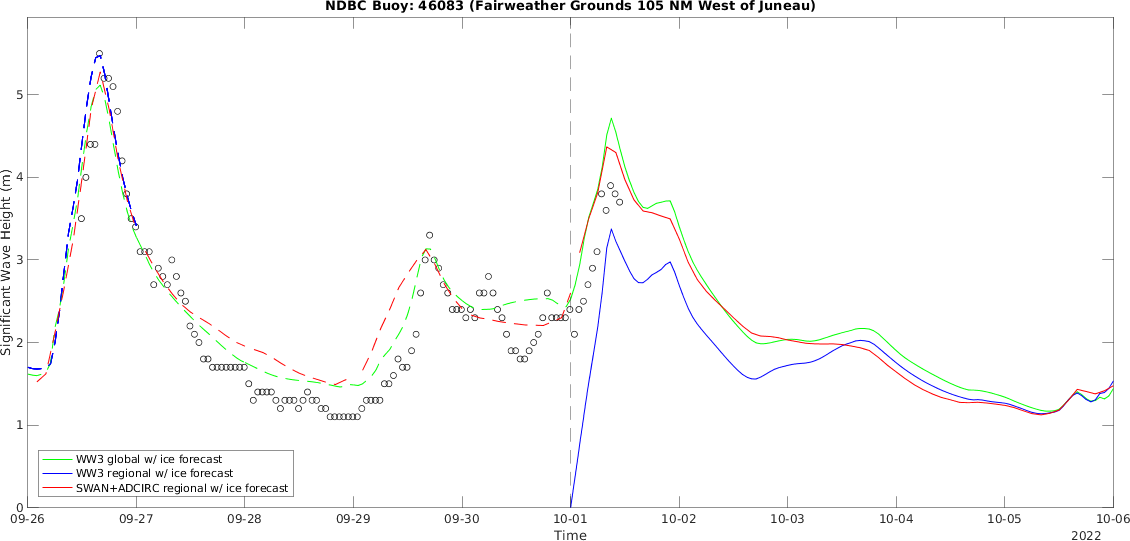 NDBC Buoy: 46083 (Fairweather Grounds 105 NM West of Juneau)
Significant Wave Height (m)
5
4
3
2
1
0
WW3 global w/ ice forecast
WW3 regional w/ ice forecast
SWAN+ADCIRC regional w/ ice forecast
09-26 09-27 09-28 09-29 09-30 10-01 10-02 10-03 10-04 10-05 10-06
Time
2022